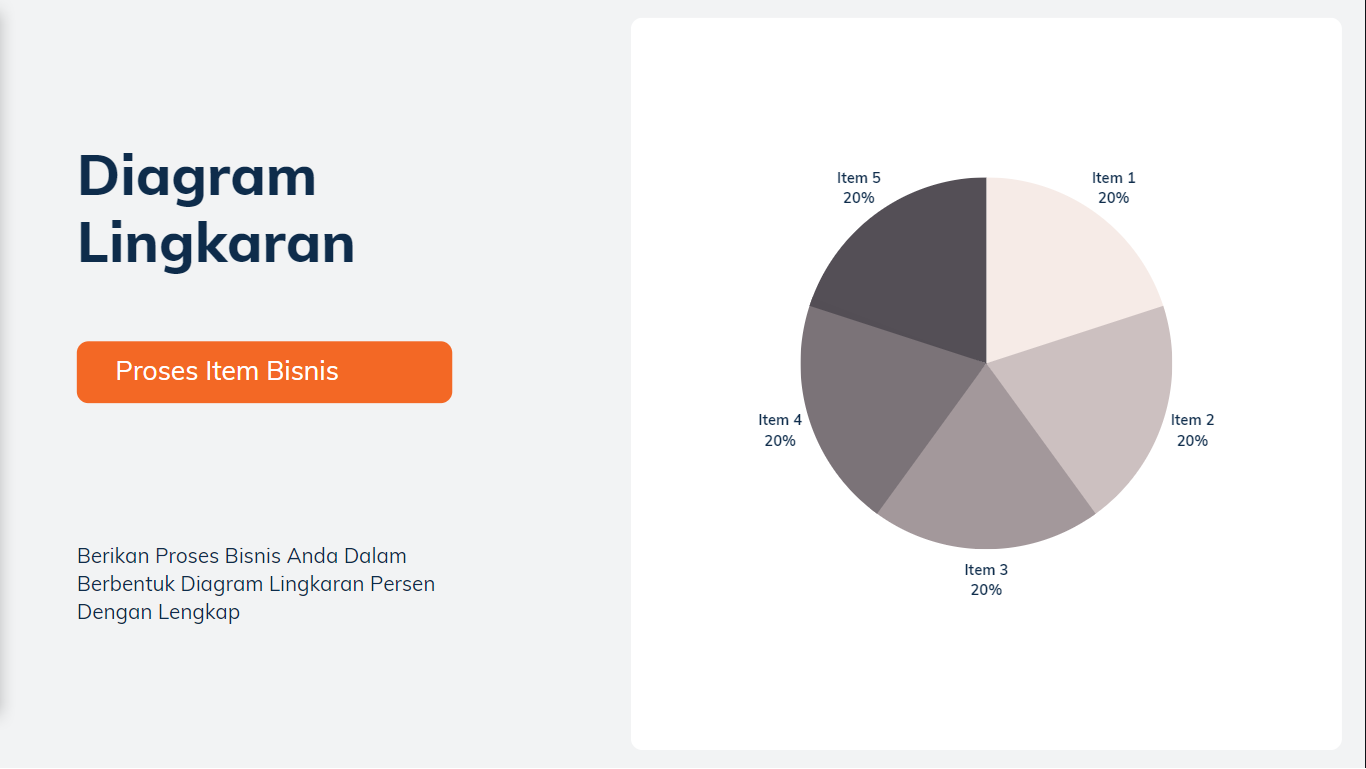 Diagram
Lingkaran
Proses Item Bisnis
Berikan Proses Bisnis Anda Dalam
Berbentuk Diagram Lingkaran Persen
Dengan Lengkap
Item 5
20%
Item 1
20%
Item 4
20%
Item 2
20%
Item 3
20%